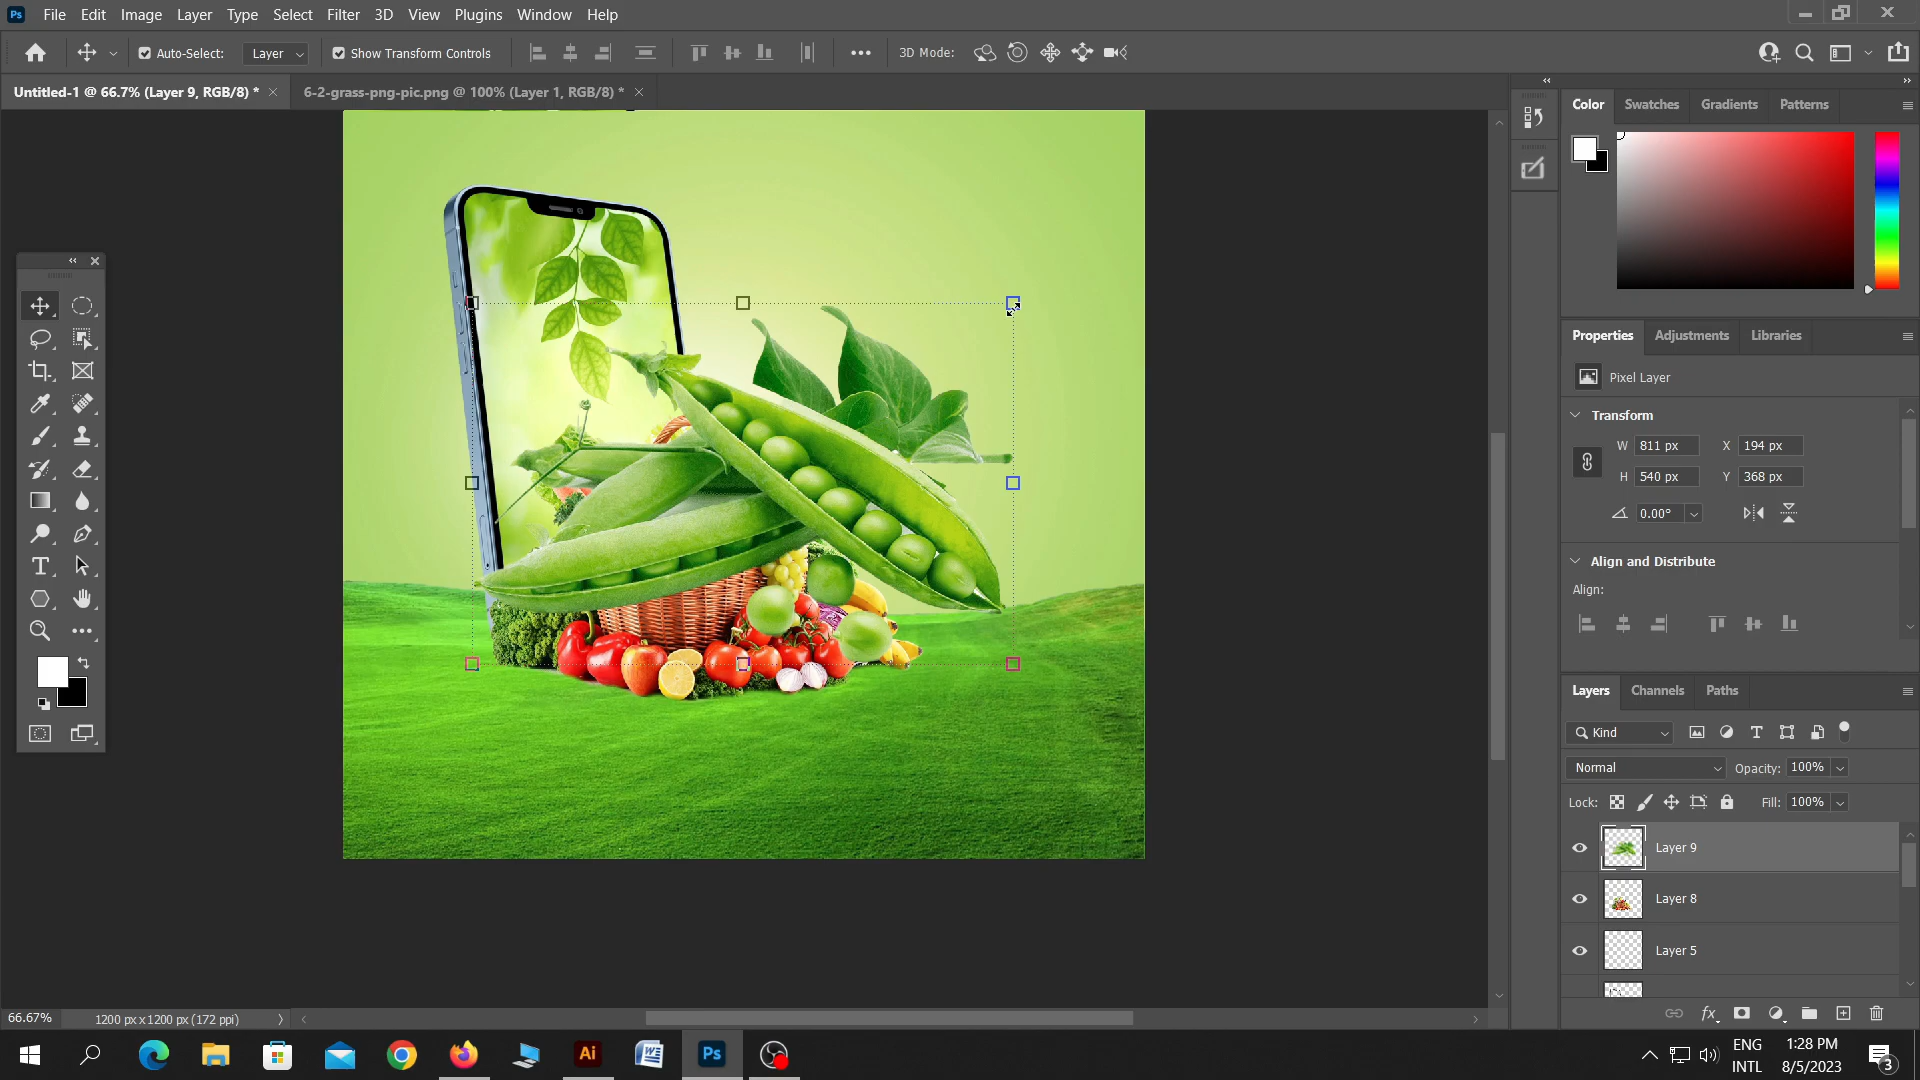 Ps File Edit Image Layer Type Select Filter 3D View Plugins Window Help
Auto-Select: Layer Show Transform Controls 3D Mode:
Untitled-1 @ 66.7% (Layer 9, RGB/8) * 6-2-grass-png-pic.png @ 100% (Layer 1, RGB/8) *
Color Swatches Gradients Patterns
Properties Adjustments Libraries
Pixel Layer
Transform
W 811 px X 194 px
H 540 px Y 368 px
0.00°
Align and Distribute
Align:
Layers Channels Paths
Kind
Normal Opacity: 100%
Lock: Fill: 100%
Layer 9
Layer 8
Layer 5
66.67% 1200 px x 1200 px (172 ppi)
Ai Ps
ENG 1:28 PM
INTL 8/5/2023 3